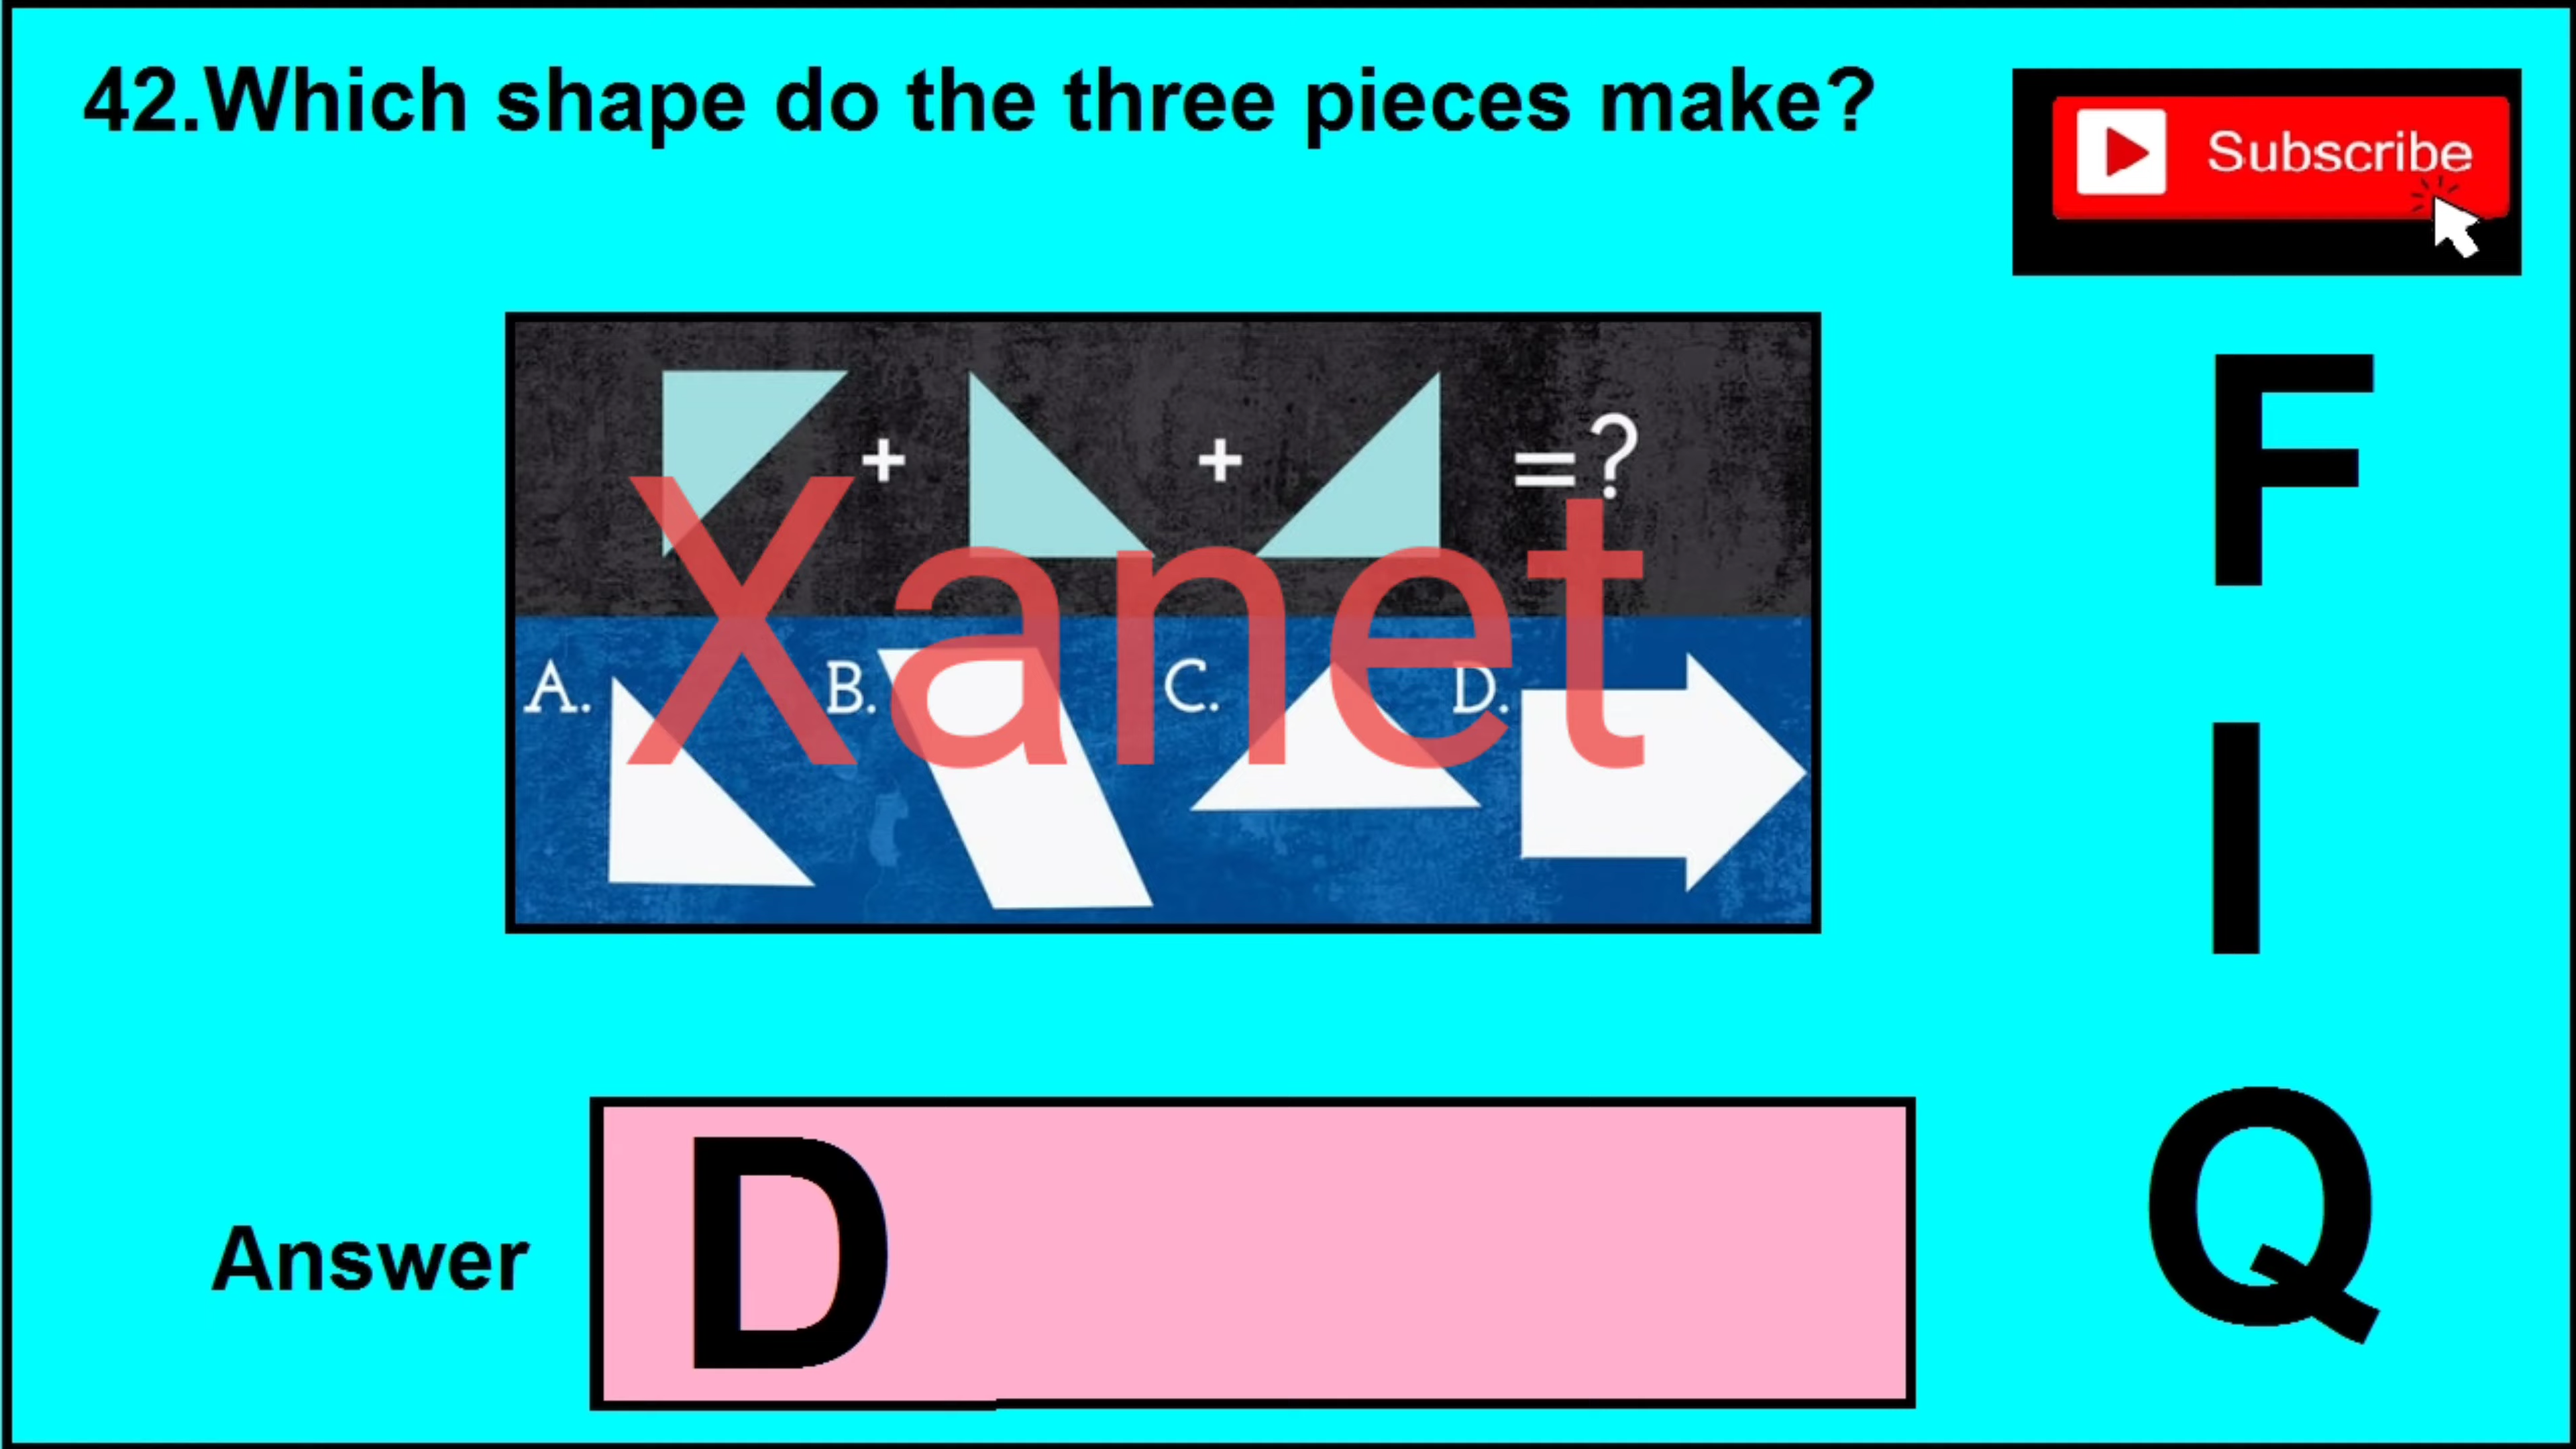 42.Which shape do the three pieces make?
Subscribe
+ + =?
A. B. C. D.
Xanet
F
I
Q
Answer D